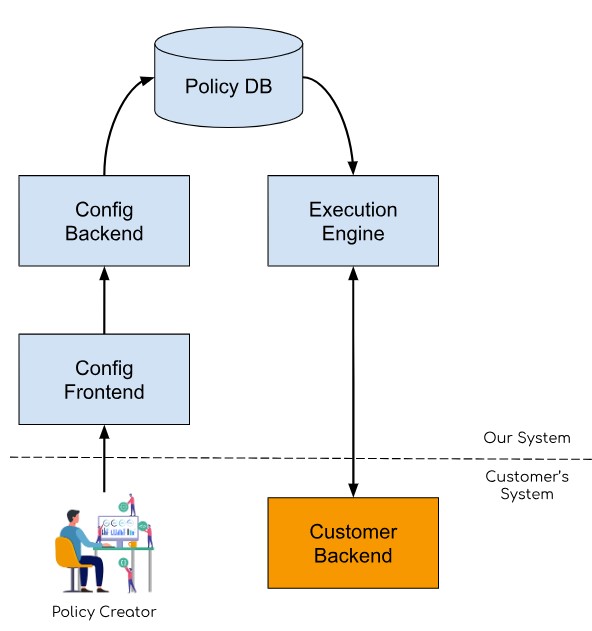 Policy DB
Config
Backend
Execution
Engine
Config
Frontend
Our System
Customer's
System
Customer
Backend
Policy Creator